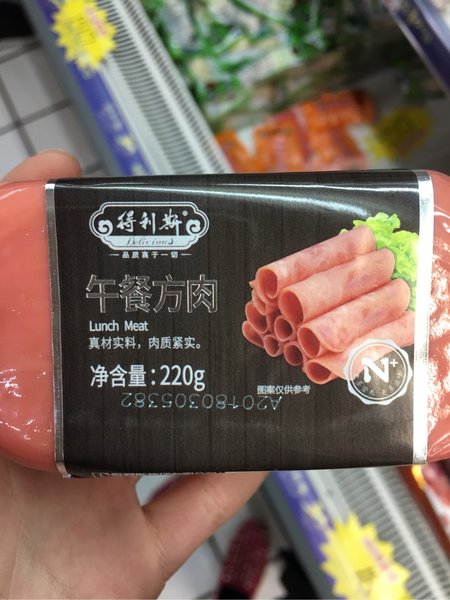 得利斯®
Delicious
品质高于一切
午餐方肉
Lunch Meat
真材实料，肉质紧实。
净含量：220g
图案仅供参考
N+
A20180305382